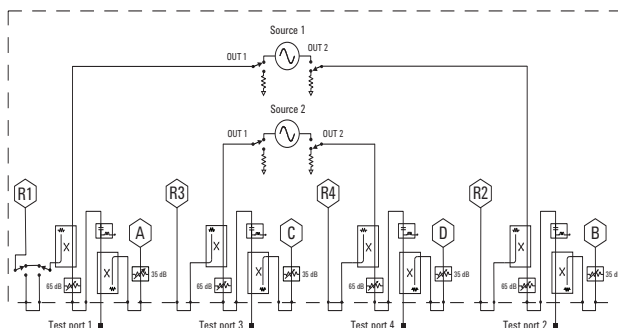 Source 1
OUT 1
OUT 2
Source 2
OUT 1
OUT 2
R1
R3
R4
R2
A
C
D
B
X
X
X
X
X
X
X
X
35 dB
35 dB
35 dB
35 dB
65 dB
65 dB
65 dB
65 dB
Test port 1
Test port 3
Test port 4
Test port 2